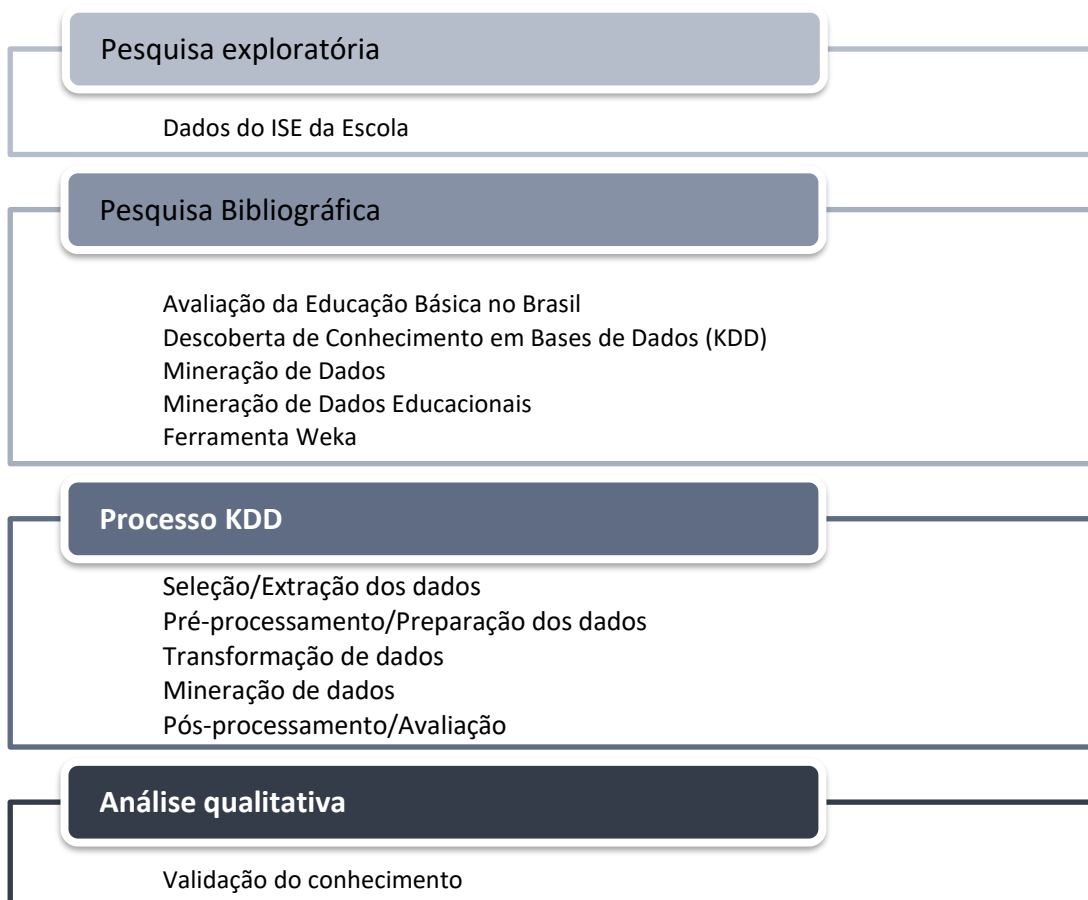 Pesquisa exploratória
Dados do ISE da Escola
Pesquisa Bibliográfica
Avaliação da Educação Básica no Brasil
Descoberta de Conhecimento em Bases de Dados (KDD)
Mineração de Dados
Mineração de Dados Educacionais
Ferramenta Weka
Processo KDD
Seleção/Extração dos dados
Pré-processamento/Preparação dos dados
Transformação de dados
Mineração de dados
Pós-processamento/Avaliação
Análise qualitativa
Validação do conhecimento